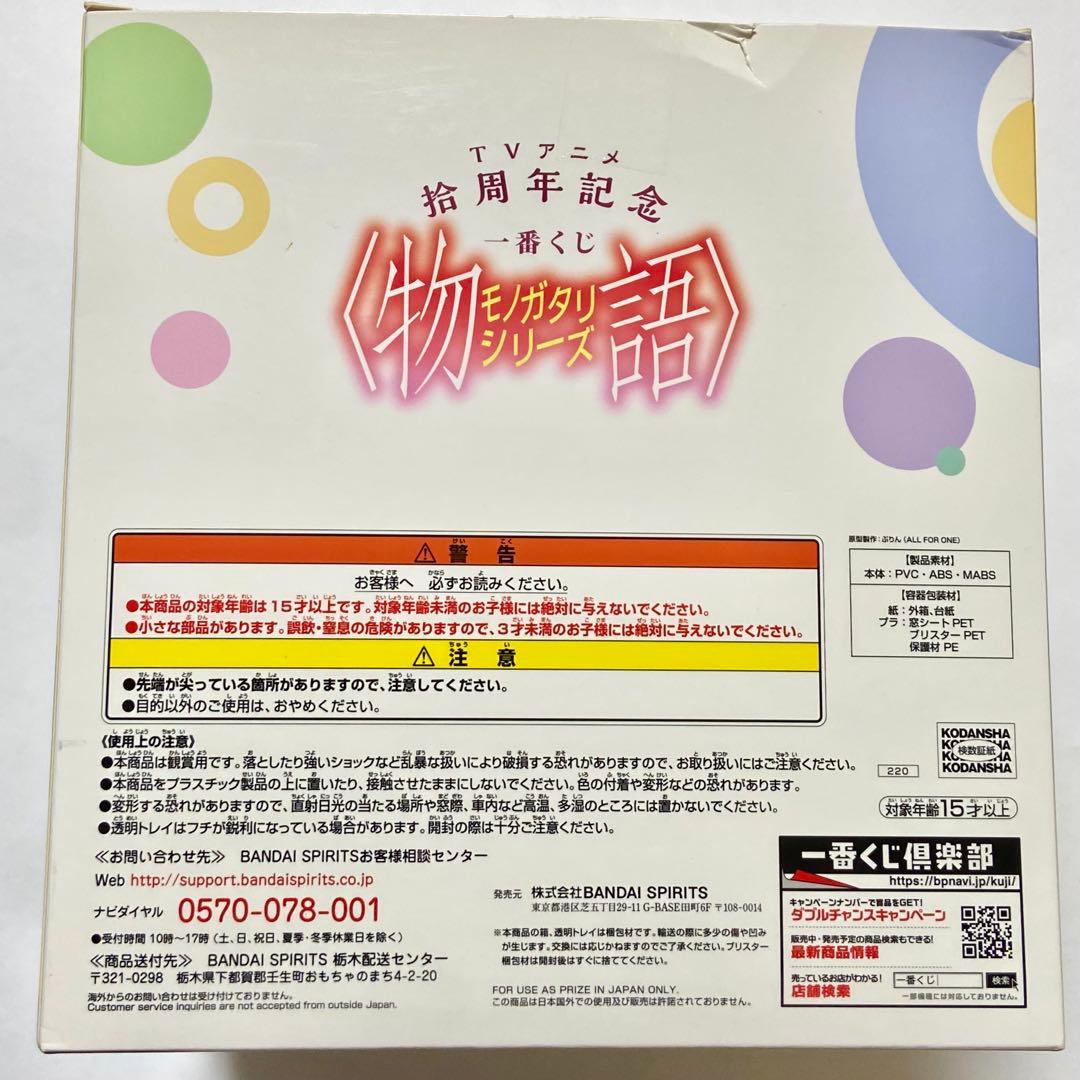 TVアニメ
拾周年記念
一番くじ
〈物語〉
モノガタリ
シリーズ
原型製作：ぷりん（ALL FOR ONE）
【製品素材】
本体：PVC・ABS・MABS
【容器包装材】
紙：外箱、台紙
プラ：窓シートPET
ブリスターPET
保護材 PE
⚠ 警告
お客様へ 必ずお読みください。
●本商品の対象年齢は15才以上です。対象年齢未満のお子様には絶対に与えないでください。
●小さな部品があります。誤飲・窒息の危険がありますので、3才未満のお子様には絶対に与えないでください。
⚠ 注意
●先端が尖っている箇所がありますので、注意してください。
●目的以外のご使用は、おやめください。
《使用上の注意》
●本商品は観賞用です。落としたり強いショックなど乱暴な扱いにより破損する恐れがありますので、お取り扱いにはご注意ください。
●本商品をプラスチック製品の上に置いたり、接触させたままにしないでください。色の付着や変形などの恐れがあります。
●変形する恐れがありますので、直射日光の当たる場所や窓際、車内など高温、多湿のところには置かないでください。
●透明トレイはフチが鋭利になっている場合があります。開封の際は十分ご注意ください。
KODANSHA
KODANSHA
検数証紙
KODANSHA
220
対象年齢15才以上
≪お問い合わせ先≫ BANDAI SPIRITSお客様相談センター
Web http://support.bandaispirits.co.jp
ナビダイヤル 0570-078-001
●受付時間 10時〜17時（土、日、祝日、夏季・冬季休業日を除く）
≪商品送付先≫ BANDAI SPIRITS 栃木配送センター
〒321-0298 栃木県下都賀郡壬生町おもちゃのまち4-2-20
海外からのお問い合わせは受け付けておりません。
Customer service inquiries are not accepted from outside Japan.
発売元 株式会社BANDAI SPIRITS
東京都港区芝五丁目29-11 G-BASE田町6F 〒108-0014
※本商品の箱、透明トレイは梱包材です。輸送の際に多少の傷や凹み
が生じます。交換には応じかねますのでご了承ください。ブリスター
梱包材は開封後はすぐに捨ててください。
FOR USE AS PRIZE IN JAPAN ONLY.
この商品は日本国外での使用及び販売は許諾されておりません。
一番くじ倶楽部
https://bpnavi.jp/kuji/
キャンペーンナンバーで賞品をGET!
ダブルチャンスキャンペーン
販売中・発売予定の商品検索もできる!
最新商品情報
売っているお店がわかる!
店舗検索
一番くじ 検索
一部機種には対応しておりません。